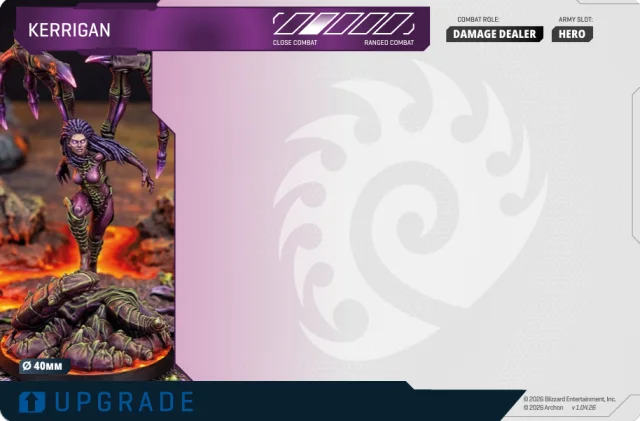 KERRIGAN
CLOSE COMBAT
RANGED COMBAT
COMBAT ROLE:
DAMAGE DEALER
ARMY SLOT:
HERO
Ø 40MM
UPGRADE
© 2026 Blizzard Entertainment, Inc.
© 2026 Archon v 1.04.26